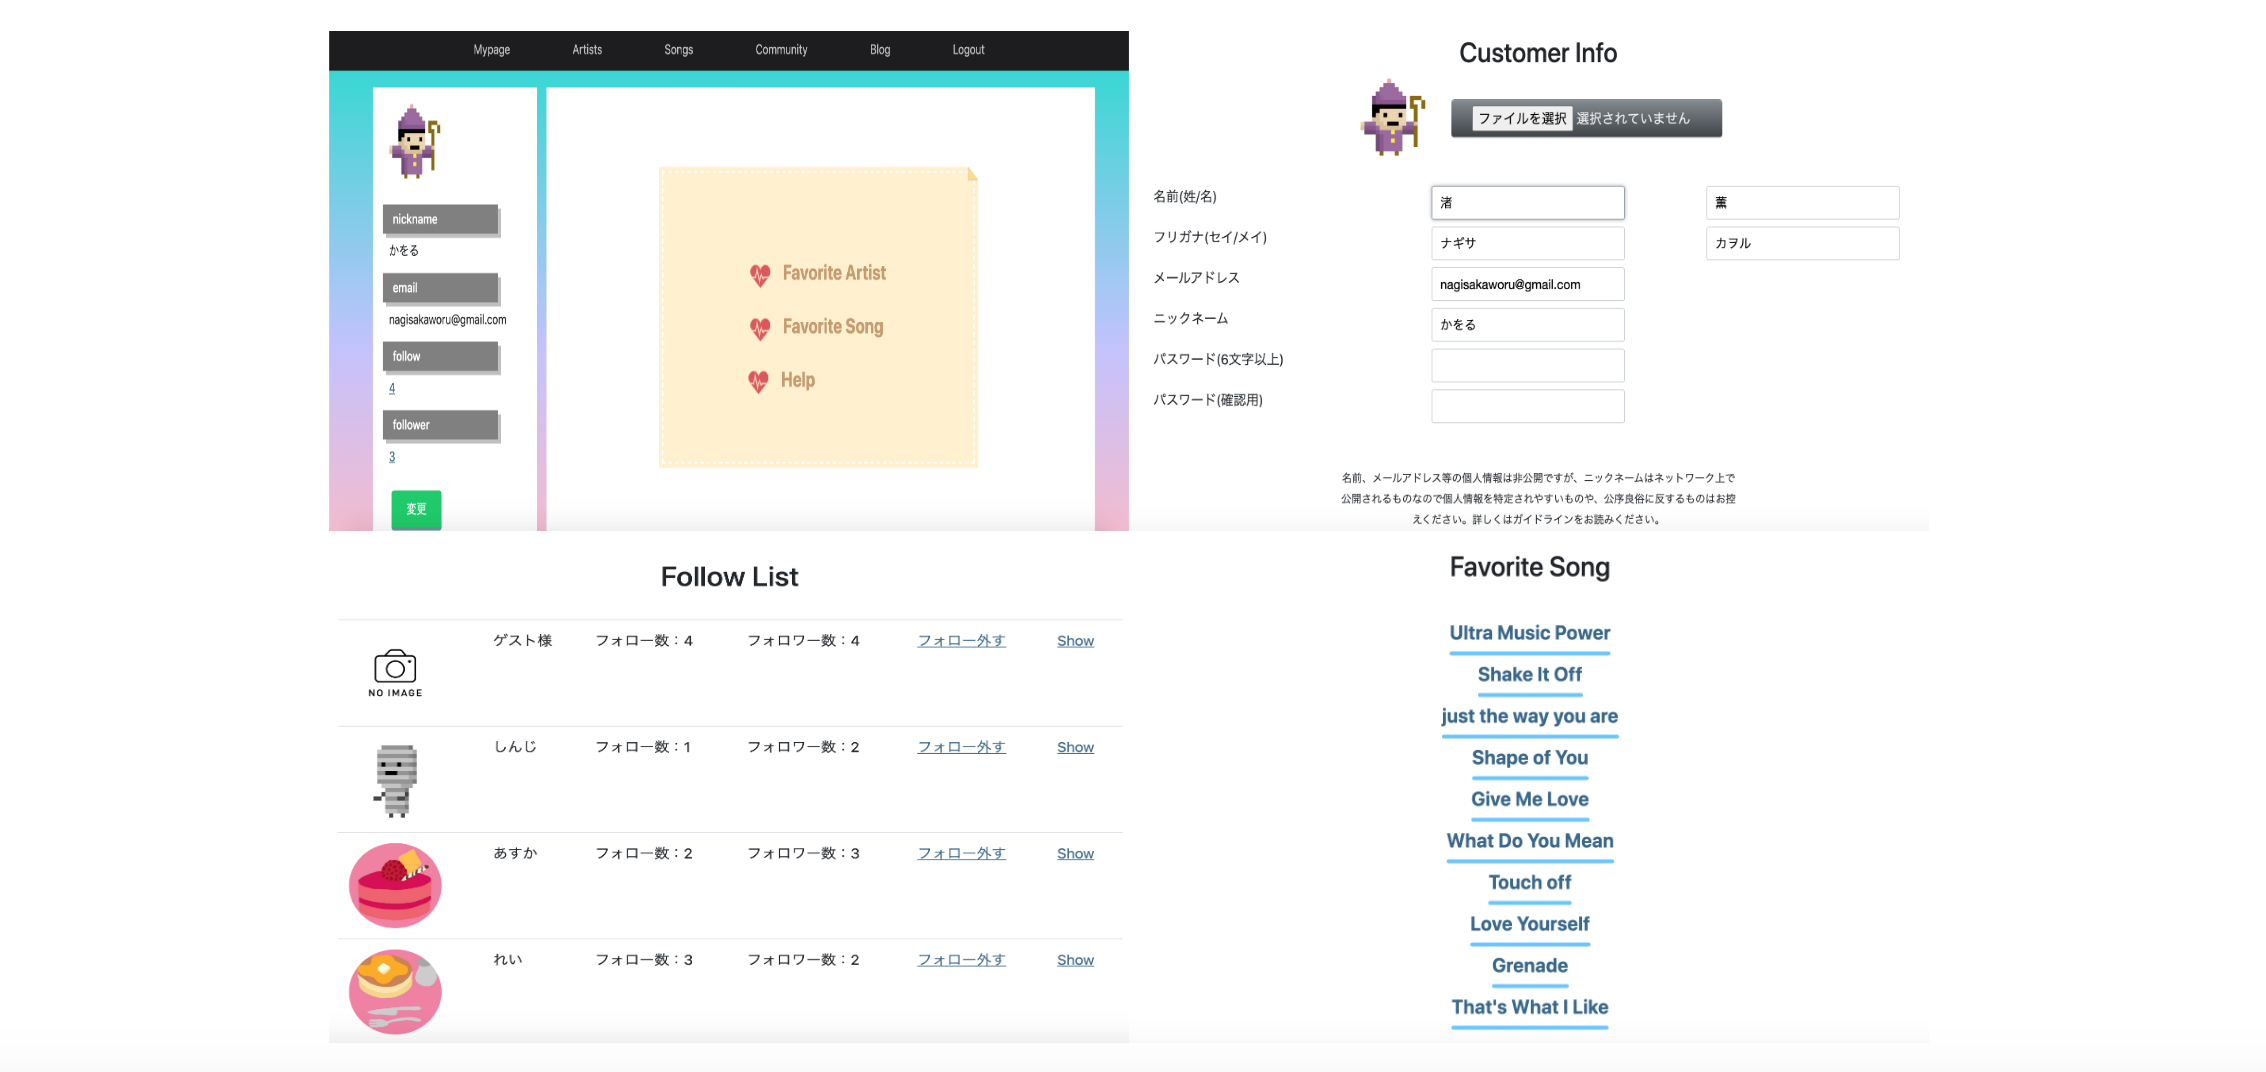 Mypage Artists Songs Community Blog Logout
nickname
かをる
email
nagisakaworu@gmail.com
follow
4
follower
3
変更
Favorite Artist
Favorite Song
Help
Customer Info
ファイルを選択 選択されていません
名前(姓/名) 渚 薫
フリガナ(セイ/メイ) ナギサ カヲル
メールアドレス nagisakaworu@gmail.com
ニックネーム かをる
パスワード(6文字以上)
パスワード(確認用)
名前、メールアドレス等の個人情報は非公開ですが、ニックネームはネットワーク上で
公開されるものなので個人情報を特定されやすいものや、公序良俗に反するものはお控
えください。詳しくはガイドラインをお読みください。
Follow List
NO IMAGE
ゲスト様 フォロー数：4 フォロワー数：4 フォロー外す Show
しんじ フォロー数：1 フォロワー数：2 フォロー外す Show
あすか フォロー数：2 フォロワー数：3 フォロー外す Show
れい フォロー数：3 フォロワー数：2 フォロー外す Show
Favorite Song
Ultra Music Power
Shake It Off
just the way you are
Shape of You
Give Me Love
What Do You Mean
Touch off
Love Yourself
Grenade
That's What I Like